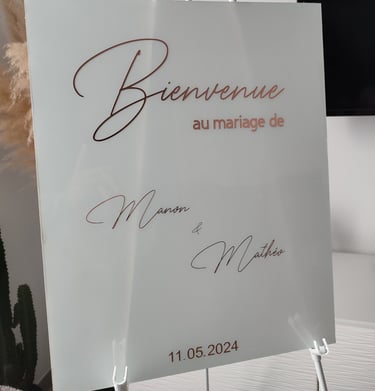 Bienvenue
au mariage de
Manon
&
Mathéo
11.05.2024